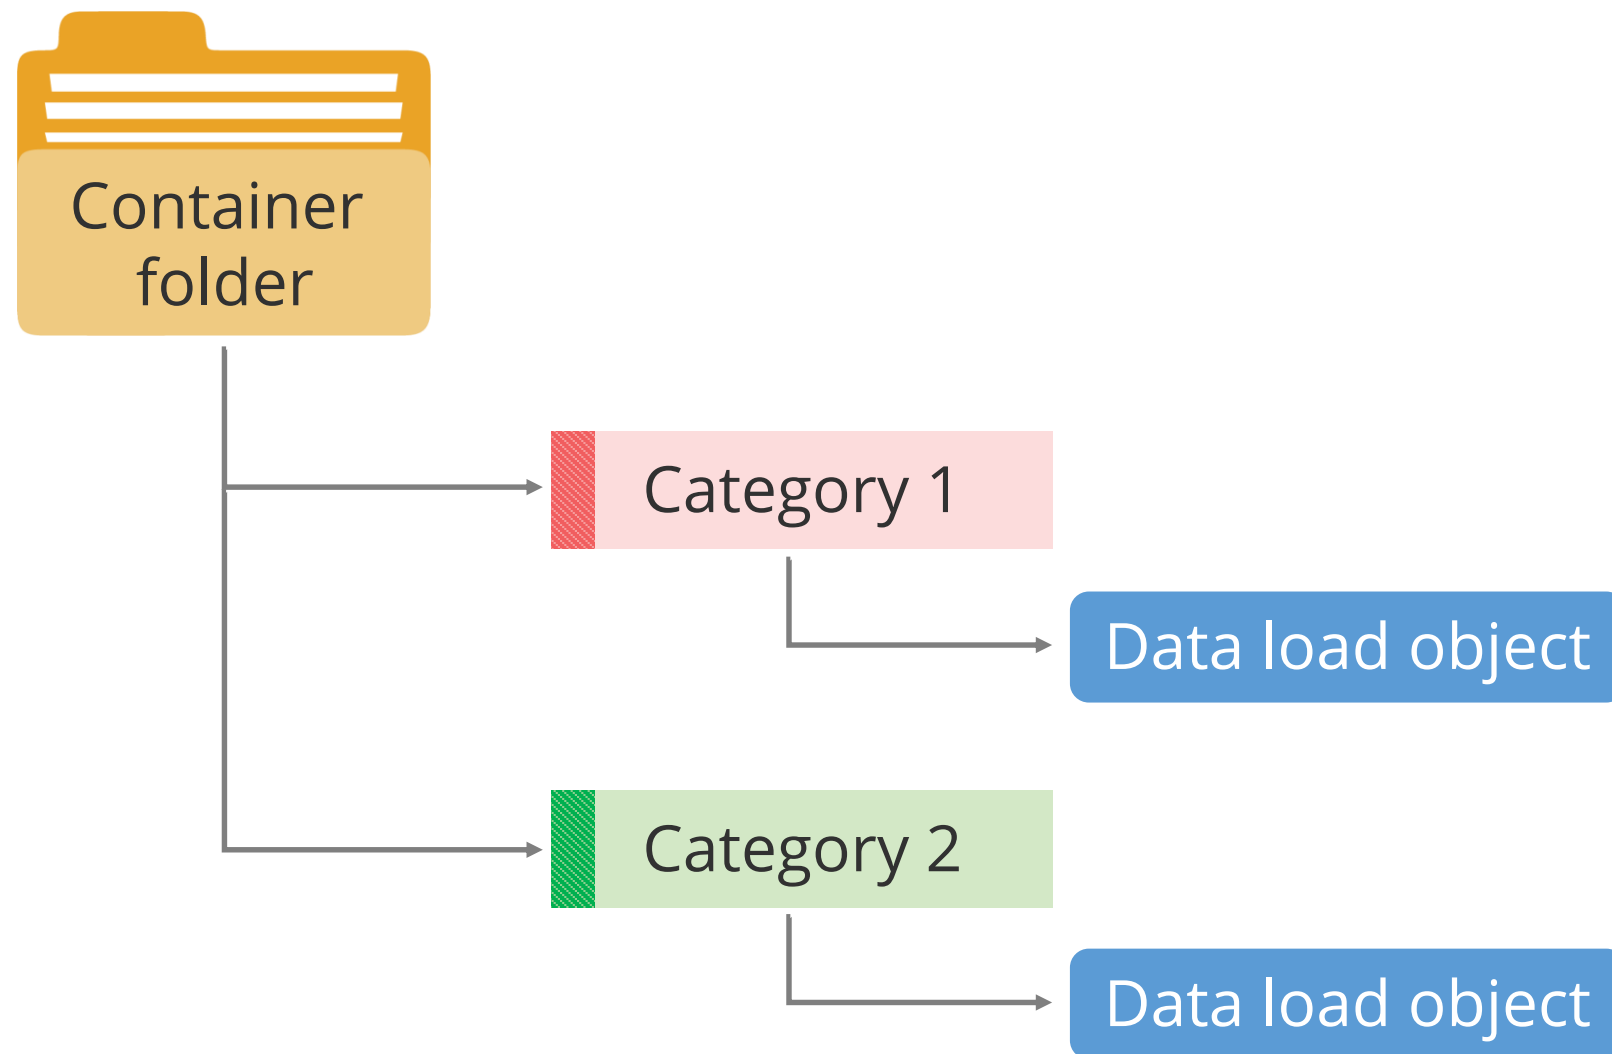 Container
folder
Category 1
Data load object
Category 2
Data load object